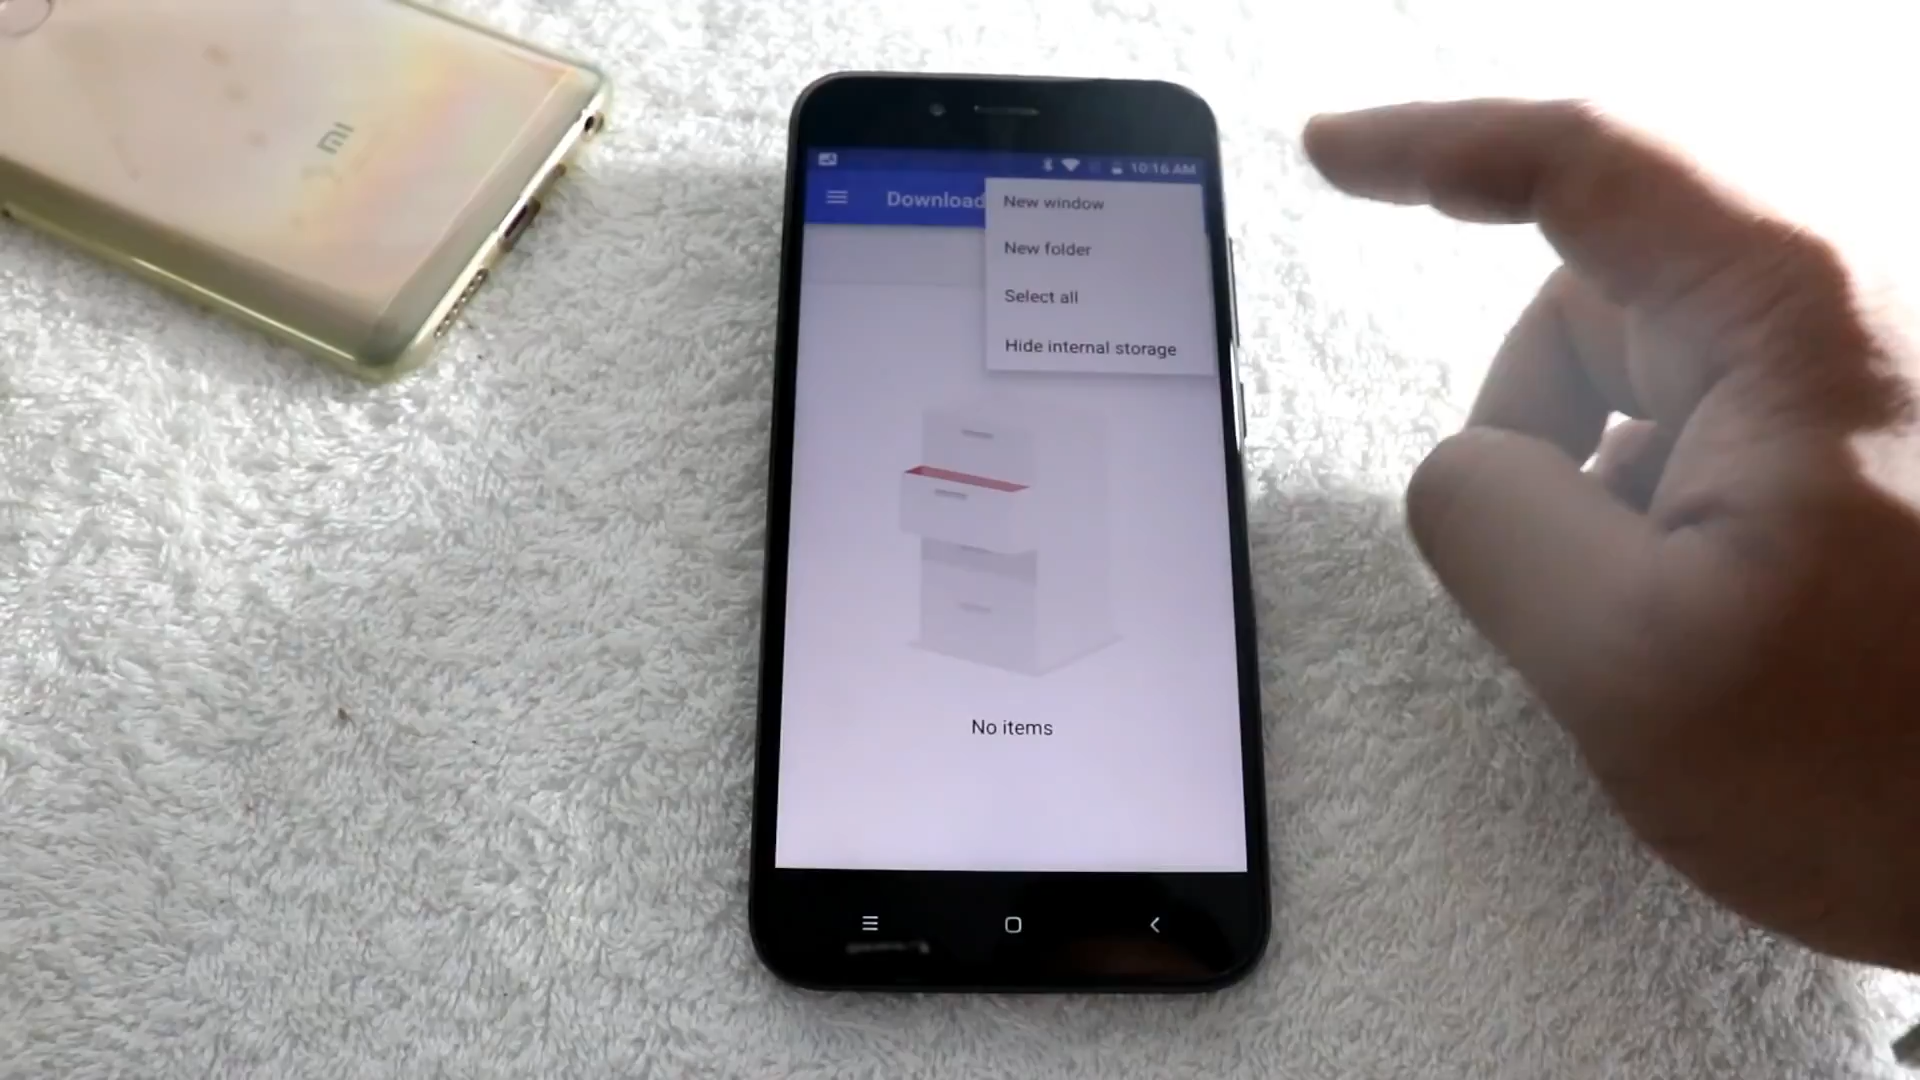 mi
10:16 AM
Download
New window
New folder
Select all
Hide internal storage
No items